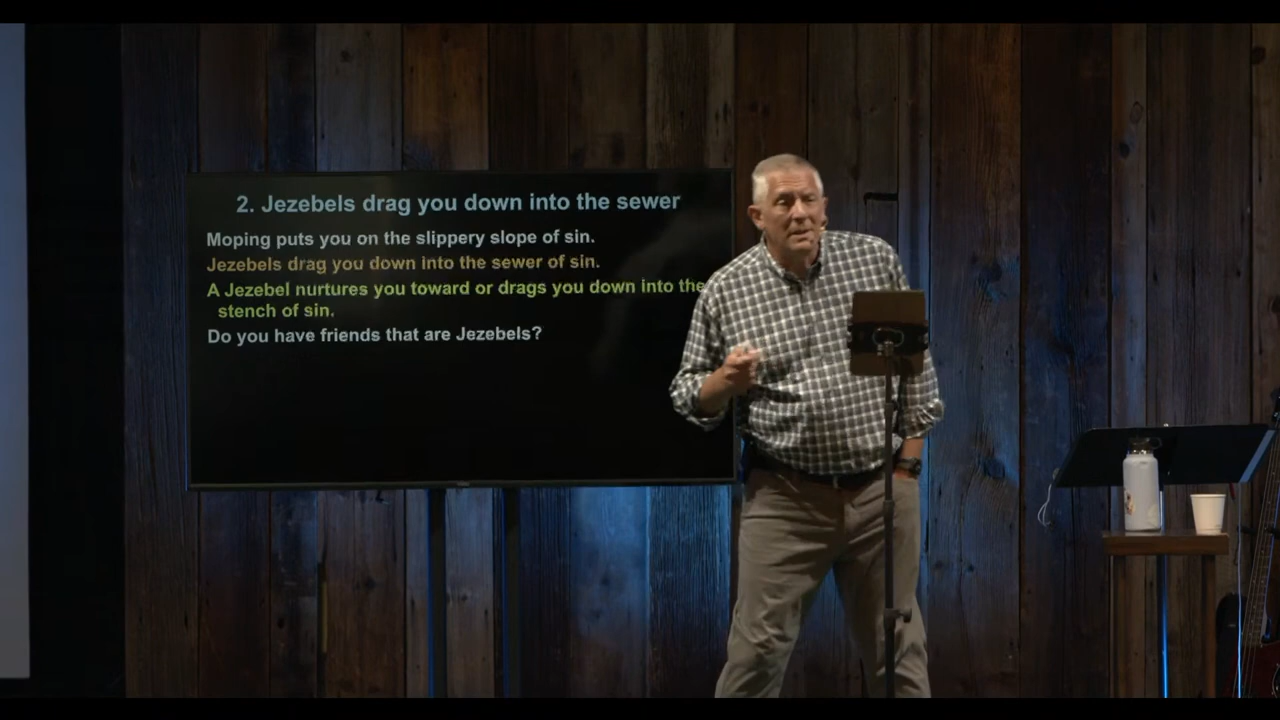 2. Jezebels drag you down into the sewer
Moping puts you on the slippery slope of sin.
Jezebels drag you down into the sewer of sin.
A Jezebel nurtures you toward or drags you down into the
stench of sin.
Do you have friends that are Jezebels?